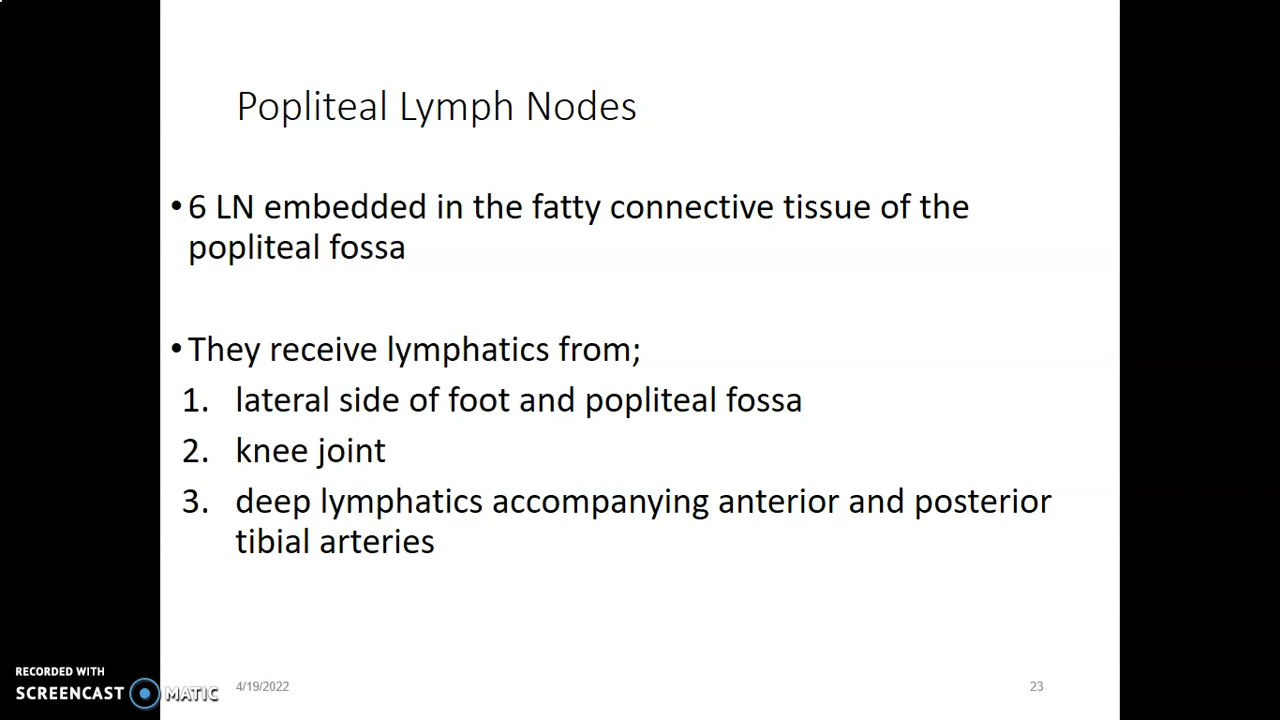 Popliteal Lymph Nodes
•6 LN embedded in the fatty connective tissue of the
popliteal fossa
•They receive lymphatics from;
1. lateral side of foot and popliteal fossa
2. knee joint
3. deep lymphatics accompanying anterior and posterior
tibial arteries
RECORDED WITH
SCREENCAST MATIC
4/19/2022
23